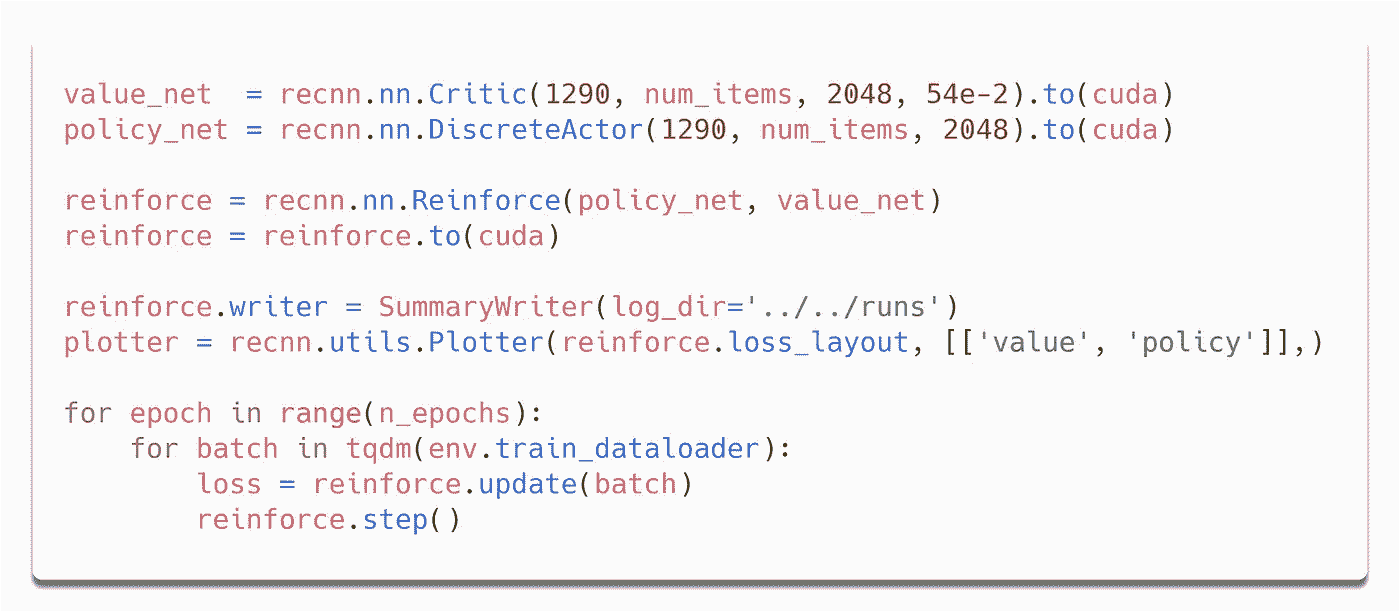 value_net  = recnn.nn.Critic(1290, num_items, 2048, 54e-2).to(cuda)
policy_net = recnn.nn.DiscreteActor(1290, num_items, 2048).to(cuda)

reinforce = recnn.nn.Reinforce(policy_net, value_net)
reinforce = reinforce.to(cuda)

reinforce.writer = SummaryWriter(log_dir='../../runs')
plotter = recnn.utils.Plotter(reinforce.loss_layout, [['value', 'policy']],)

for epoch in range(n_epochs):
    for batch in tqdm(env.train_dataloader):
        loss = reinforce.update(batch)
        reinforce.step()